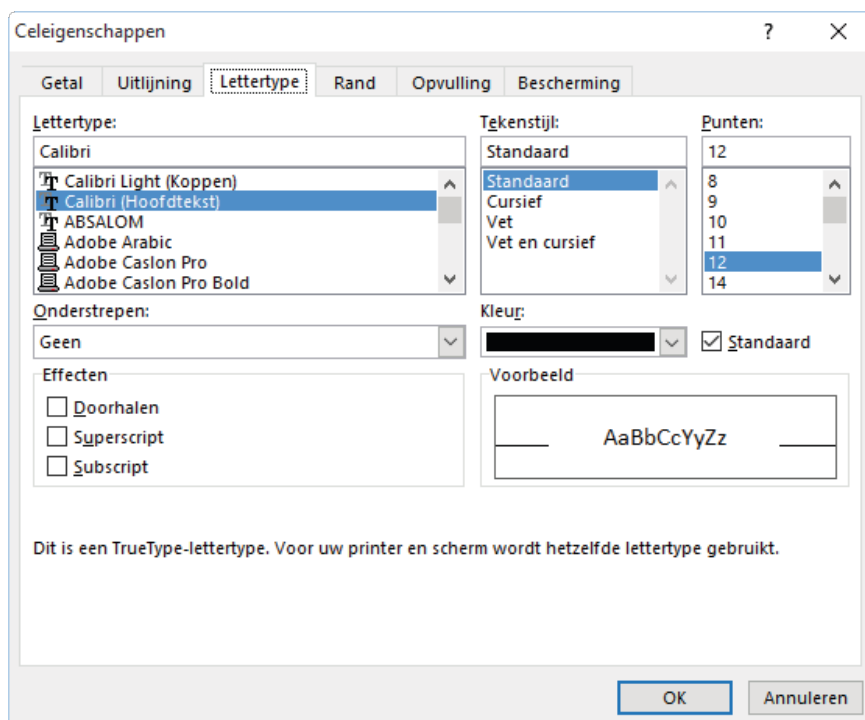 Celeigenschappen ? X
Getal Uitlijning Lettertype Rand Opvulling Bescherming
Lettertype: Tekenstijl: Punten:
Calibri Standaard 12
Calibri Light (Koppen) Standaard 8
Calibri (Hoofdtekst) Cursief 9
ABSALOM Vet 10
Adobe Arabic Vet en cursief 11
Adobe Caslon Pro 12
Adobe Caslon Pro Bold 14
Onderstrepen: Kleur:
Geen Standaard
Effecten Voorbeeld
Doorhalen
Superscript AaBbCcYyZz
Subscript
Dit is een TrueType-lettertype. Voor uw printer en scherm wordt hetzelfde lettertype gebruikt.
OK Annuleren